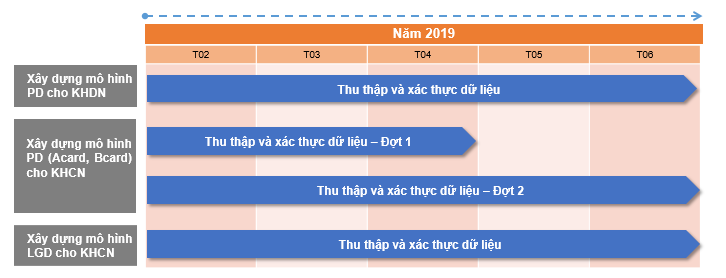 Năm 2019
T02 T03 T04 T05 T06
Xây dựng mô hình
PD cho KHDN
Thu thập và xác thực dữ liệu
Xây dựng mô hình
PD (Acard, Bcard)
cho KHCN
Thu thập và xác thực dữ liệu – Đợt 1
Thu thập và xác thực dữ liệu – Đợt 2
Xây dựng mô hình
LGD cho KHCN
Thu thập và xác thực dữ liệu